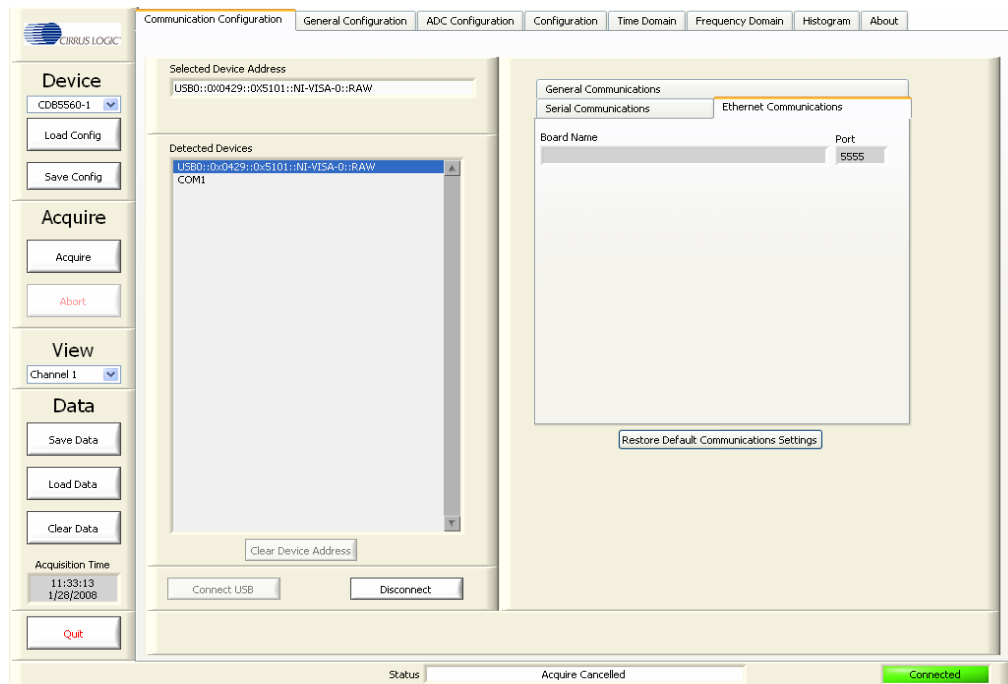 CIRRUS LOGIC
Communication Configuration
General Configuration
ADC Configuration
Configuration
Time Domain
Frequency Domain
Histogram
About
Device
CDB5560-1
Load Config
Save Config
Acquire
Acquire
Abort
View
Channel 1
Data
Save Data
Load Data
Clear Data
Acquisition Time
11:33:13
1/28/2008
Quit
Selected Device Address
USB0::0X0429::0X5101::NI-VISA-0::RAW
Detected Devices
USB0::0x0429::0x5101::NI-VISA-0::RAW
COM1
Clear Device Address
Connect USB
Disconnect
General Communications
Serial Communications
Ethernet Communications
Board Name
Port
5555
Restore Default Communications Settings
Status
Acquire Cancelled
Connected